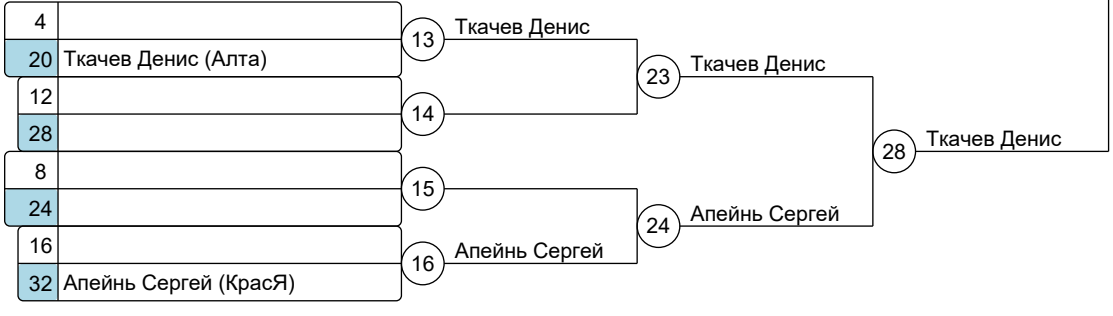 4
20 Ткачев Денис (Алта)
12
28
8
24
16
32 Апейнь Сергей (КрасЯ)
13 Ткачев Денис
14
15
16 Апейнь Сергей
23 Ткачев Денис
24 Апейнь Сергей
28 Ткачев Денис